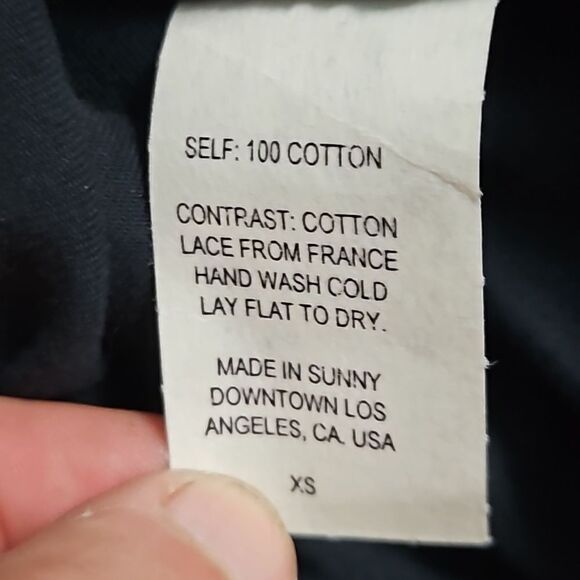 SELF: 100 COTTON
CONTRAST: COTTON
LACE FROM FRANCE
HAND WASH COLD
LAY FLAT TO DRY.
MADE IN SUNNY
DOWNTOWN LOS
ANGELES, CA. USA
XS